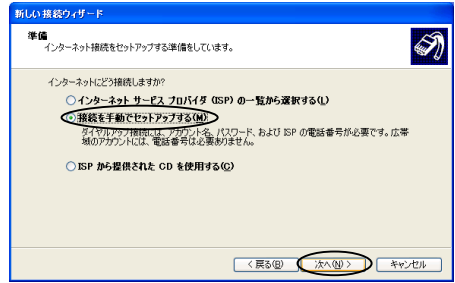 新しい接続ウィザード
準備
インターネット接続をセットアップする準備をしています。
インターネットにどう接続しますか?
インターネット サービス プロバイダ (ISP) の一覧から選択する(L)
接続を手動でセットアップする(M)
ダイヤルアップ接続には、アカウント名、パスワード、および ISP の電話番号が必要です。広帯
域のアカウントには、電話番号は必要ありません。
ISP から提供された CD を使用する(C)
< 戻る(B)
次へ(N) >
キャンセル